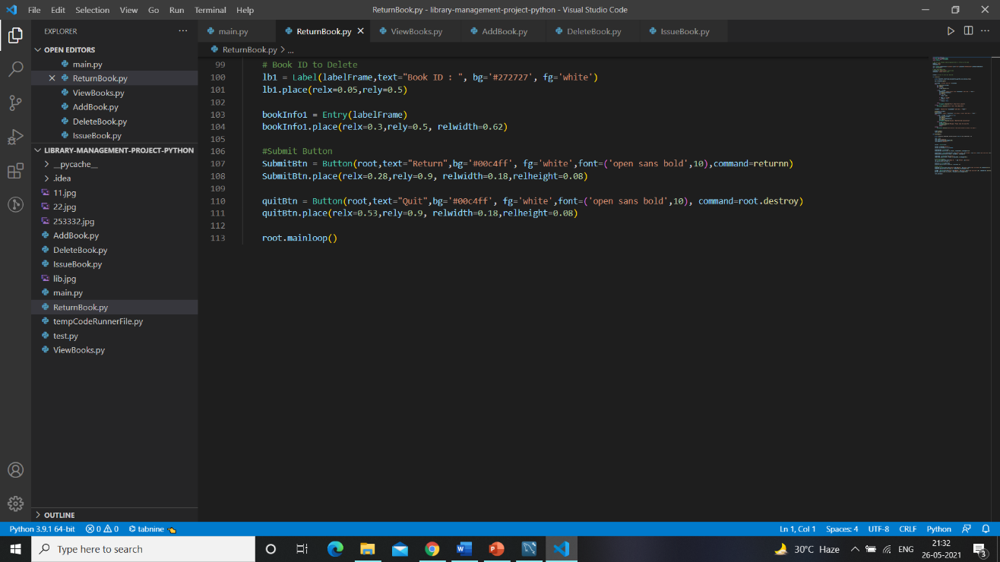 File Edit Selection View Go Run Terminal Help
ReturnBook.py - library-management-project-python - Visual Studio Code
EXPLORER
OPEN EDITORS
main.py
ReturnBook.py
ViewBooks.py
AddBook.py
DeleteBook.py
IssueBook.py
LIBRARY-MANAGEMENT-PROJECT-PYTHON
__pycache__
.idea
11.jpg
22.jpg
253332.jpg
AddBook.py
DeleteBook.py
IssueBook.py
lib.jpg
main.py
ReturnBook.py
tempCodeRunnerFile.py
test.py
ViewBooks.py
OUTLINE
main.py ReturnBook.py ViewBooks.py AddBook.py DeleteBook.py IssueBook.py
ReturnBook.py > ...
99 # Book ID to Delete
100 lb1 = Label(labelFrame,text="Book ID : ", bg='#272727', fg='white')
101 lb1.place(relx=0.05,rely=0.5)
102
103 bookInfo1 = Entry(labelFrame)
104 bookInfo1.place(relx=0.3,rely=0.5, relwidth=0.62)
105
106 #Submit Button
107 SubmitBtn = Button(root,text="Return",bg='#00c4ff', fg='white',font=('open sans bold',10),command=returnn)
108 SubmitBtn.place(relx=0.28,rely=0.9, relwidth=0.18,relheight=0.08)
109
110 quitBtn = Button(root,text="Quit",bg='#00c4ff', fg='white',font=('open sans bold',10), command=root.destroy)
111 quitBtn.place(relx=0.53,rely=0.9, relwidth=0.18,relheight=0.08)
112
113 root.mainloop()
Python 3.9.1 64-bit 0 0 tabnine Ln 1, Col 1 Spaces: 4 UTF-8 CRLF Python
Type here to search
30°C Haze ENG
21:32
26-05-2021
3